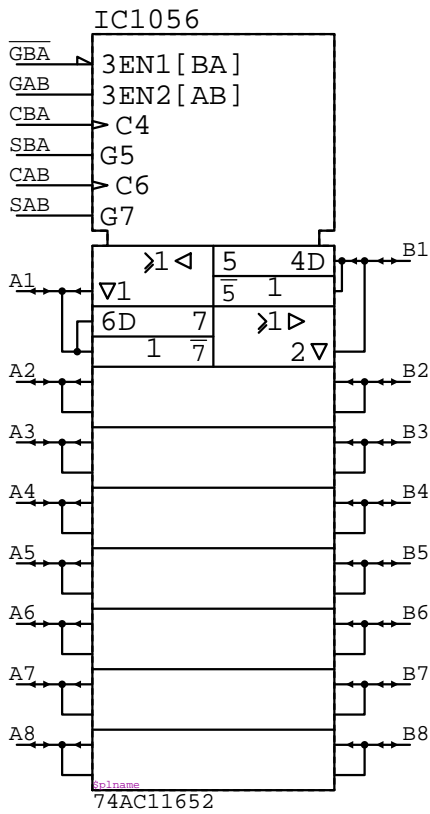 IC1056
GBA
3EN1[BA]
GAB
3EN2[AB]
CBA
C4
SBA
G5
CAB
C6
SAB
G7
A1
≥1 5 4D
B1
▽1 5 1
6D 7 ≥1
1 7 2▽
A2 B2
A3 B3
A4 B4
A5 B5
A6 B6
A7 B7
A8 B8
$plname
74AC11652